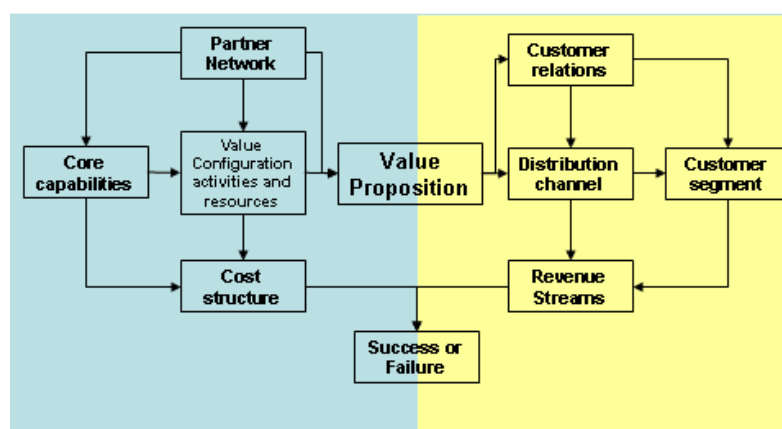 Partner
Network
Customer
relations
Core
capabilities
Value
Configuration
activities and
resources
Value
Proposition
Distribution
channel
Customer
segment
Cost
structure
Revenue
Streams
Success or
Failure